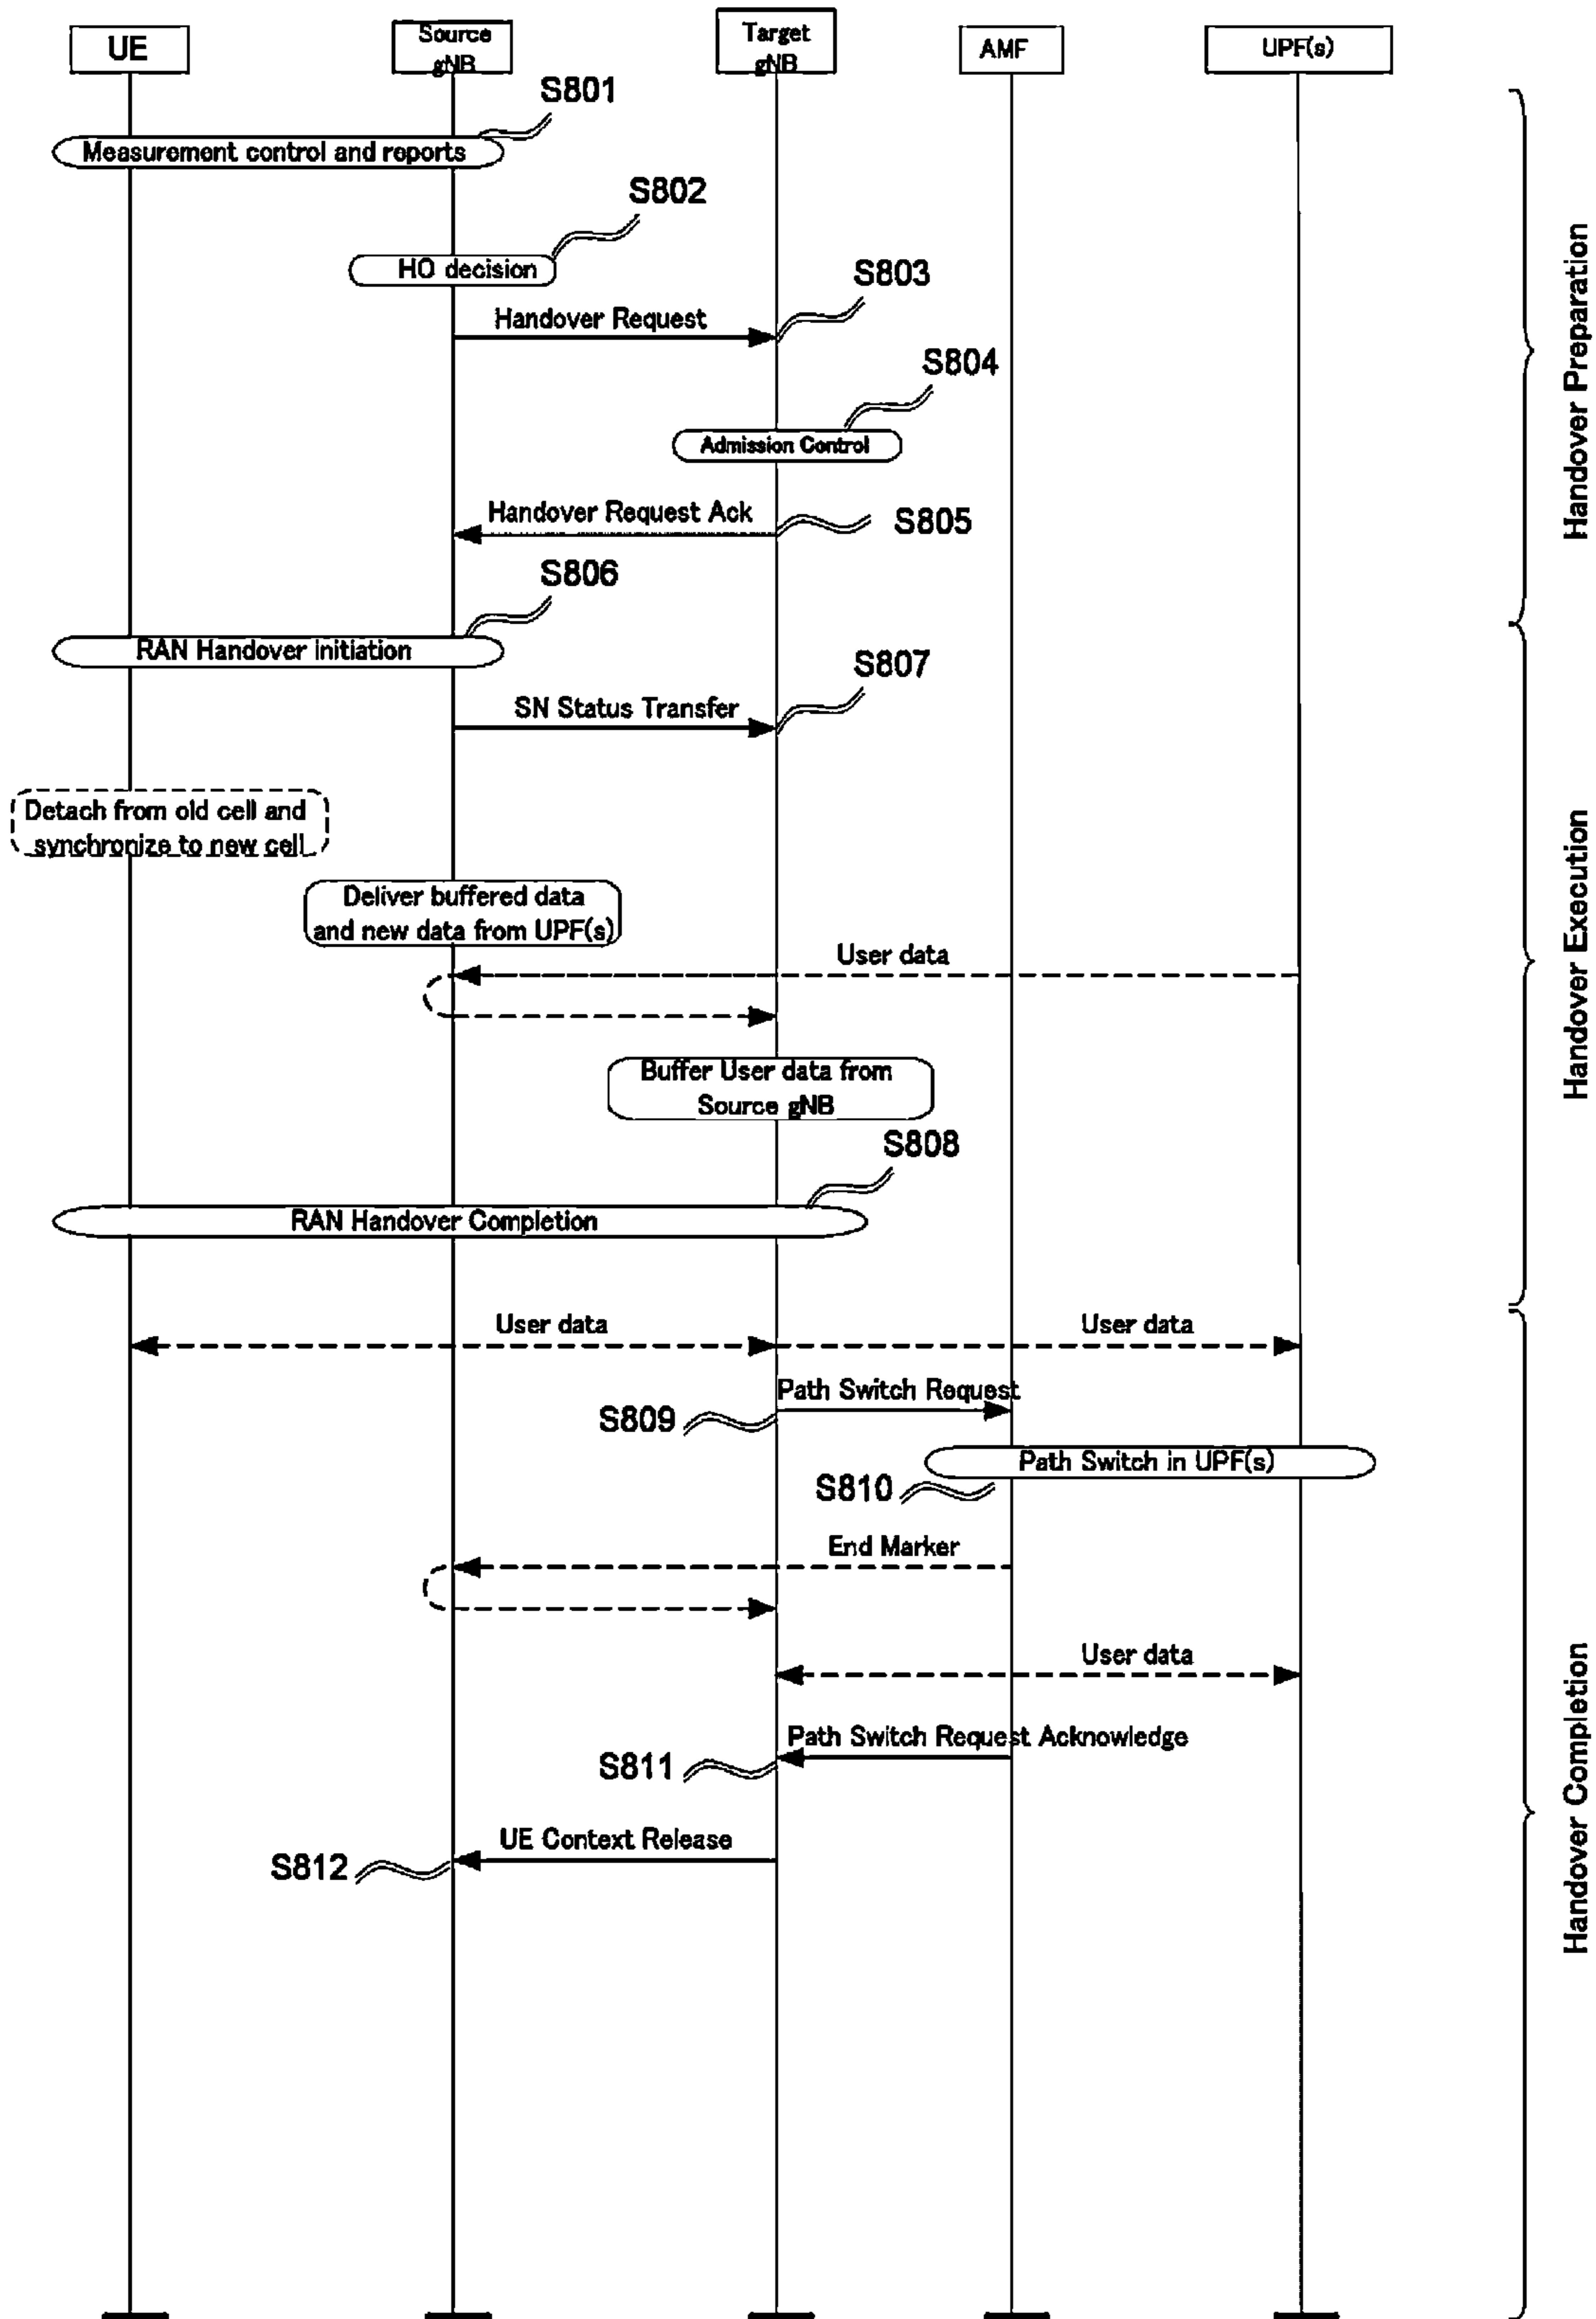 UE
Source
gNB
Target
gNB
AMF
UPF(s)
S801
Measurement control and reports
S802
HO decision
S803
Handover Request
S804
Admission Control
Handover Request Ack
S805
Handover Preparation
S806
RAN Handover initiation
S807
SN Status Transfer
Detach from old cell and
synchronize to new cell
Deliver buffered data
and new data from UPF(s)
User data
Buffer User data from
Source gNB
S808
RAN Handover Completion
Handover Execution
User data
User data
Path Switch Request
S809
Path Switch in UPF(s)
S810
End Marker
User data
Path Switch Request Acknowledge
S811
UE Context Release
S812
Handover Completion